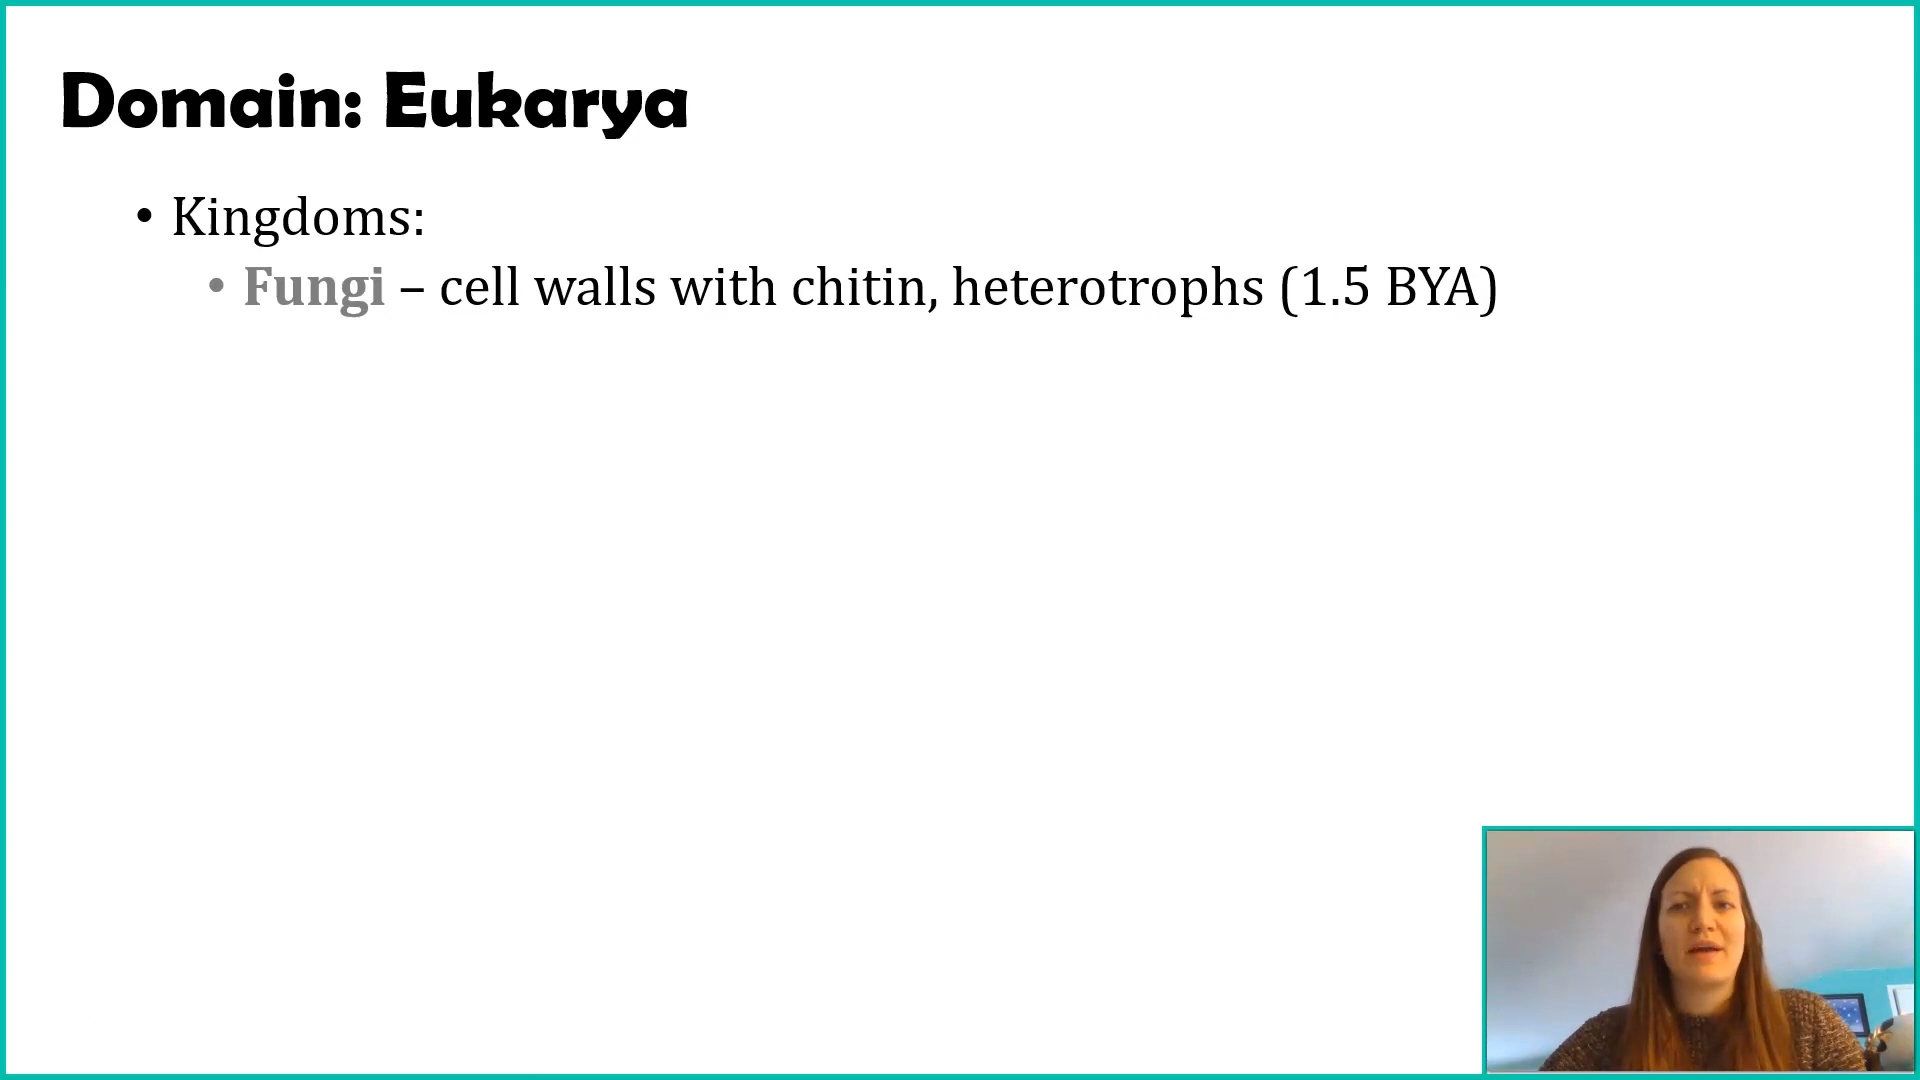 Domain: Eukarya
• Kingdoms:
• Fungi – cell walls with chitin, heterotrophs (1.5 BYA)